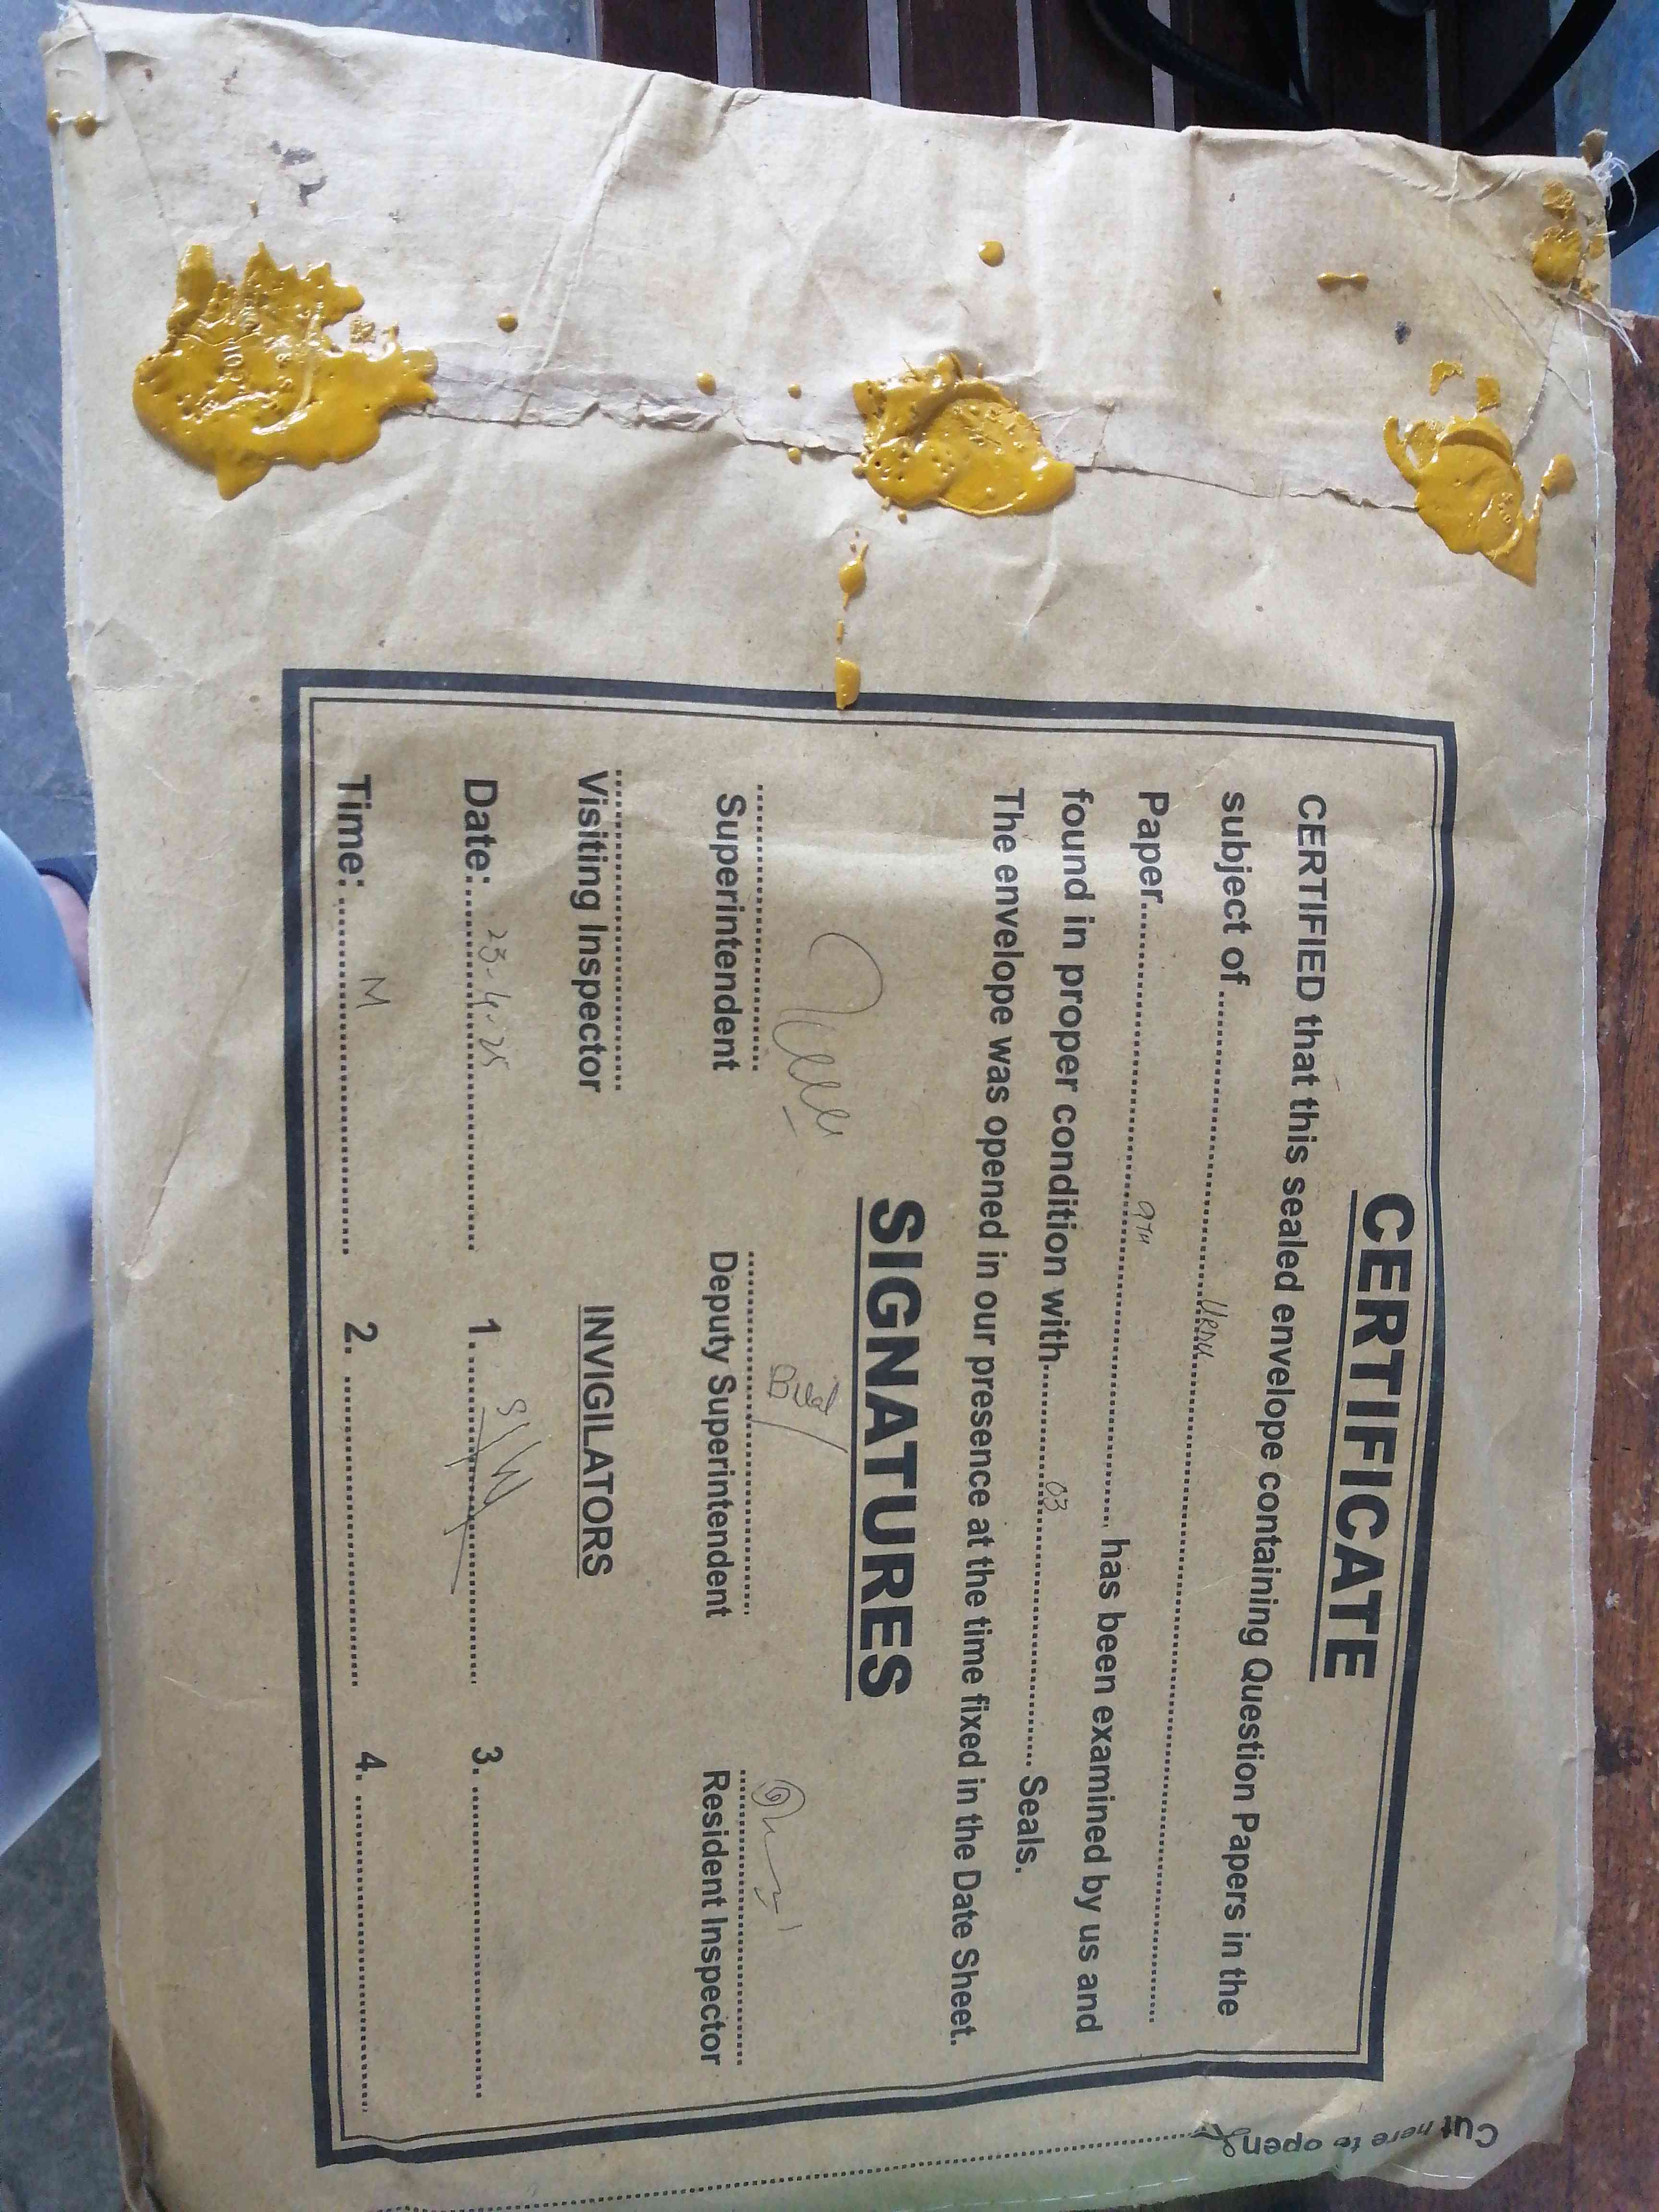 CERTIFICATE
CERTIFIED that this sealed envelope containing Question Papers in the
subject of.......... URDU ..........
Paper.......... 9TH .......... has been examined by us and
found in proper condition with.......... 03 .......... Seals.
The envelope was opened in our presence at the time fixed in the Date Sheet.
SIGNATURES
Superintendent Deputy Superintendent Resident Inspector
Visiting Inspector INVIGILATORS
Date:.......... 23-4-25 .......... 1. .......... 3. ..........
Time:.......... M .......... 2. .......... 4. ..........
Cut here to open